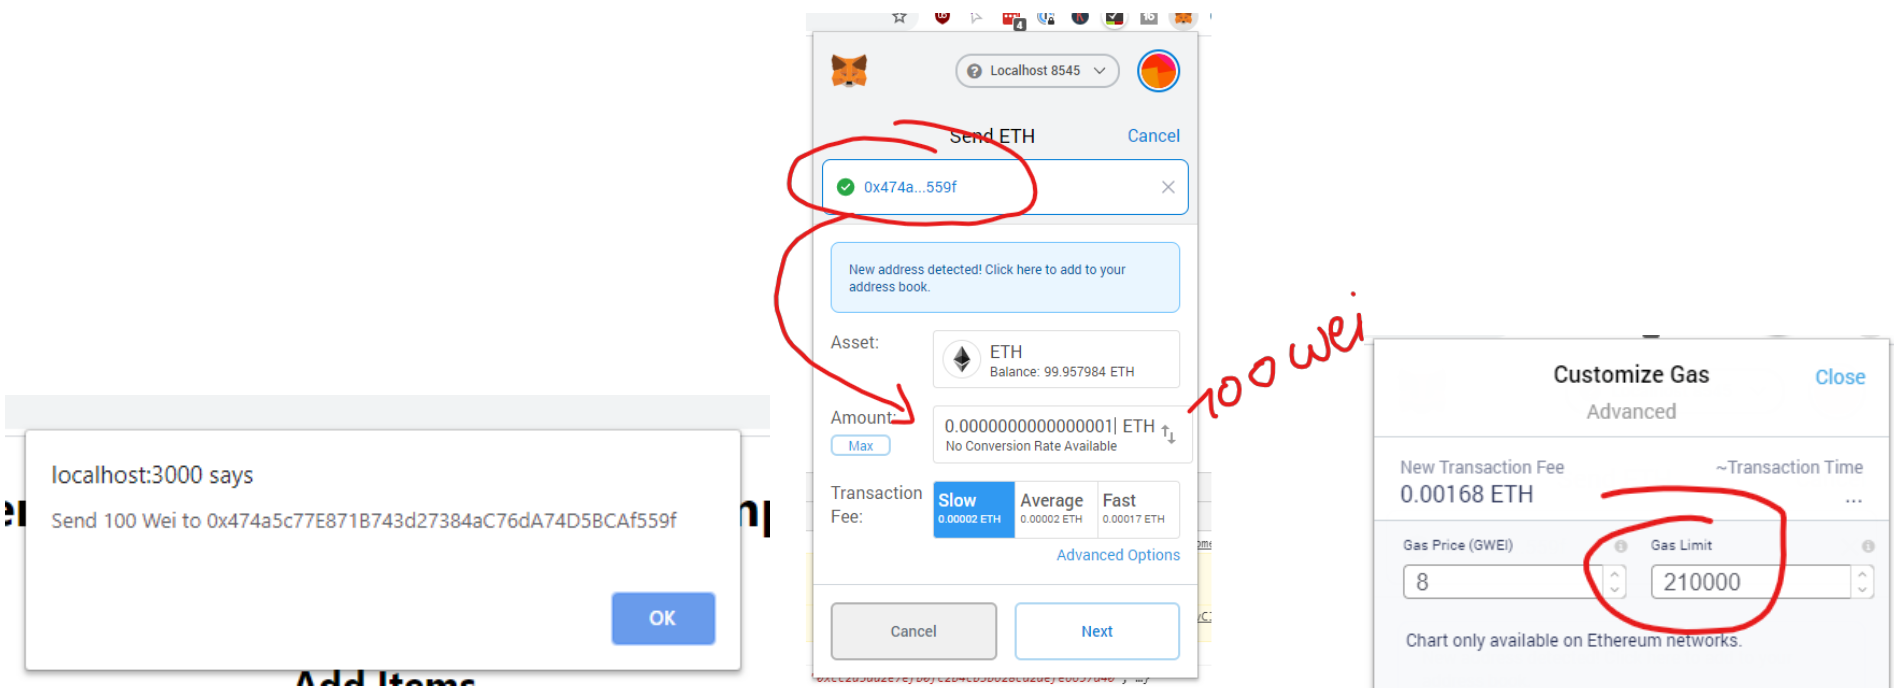 localhost:3000 says
Send 100 Wei to 0x474a5c77E871B743d27384aC76dA74D5BCAf559f
OK
Add Items
4
Localhost 8545
Send ETH
Cancel
0x474a...559f
New address detected! Click here to add to your
address book.
Asset:
ETH
Balance: 99.957984 ETH
Amount:
Max
0.0000000000000001 ETH
No Conversion Rate Available
100 wei
Transaction
Fee:
Slow
0.00002 ETH
Average
0.00002 ETH
Fast
0.00017 ETH
Advanced Options
Cancel
Next
Customize Gas
Close
Advanced
New Transaction Fee
~Transaction Time
0.00168 ETH
...
Gas Price (GWEI)
Gas Limit
8
210000
Chart only available on Ethereum networks.